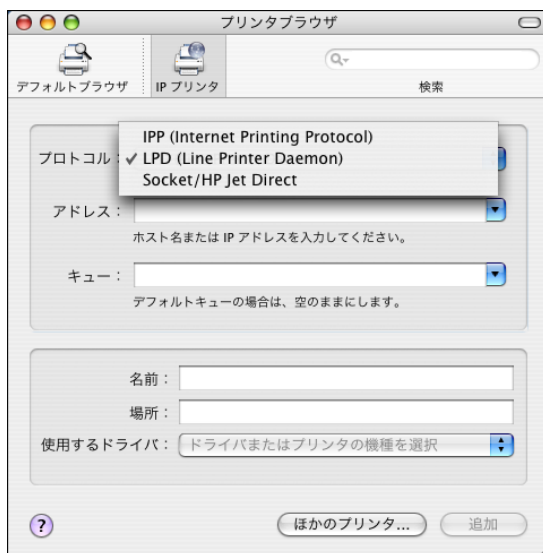 プリンタブラウザ
デフォルトブラウザ
IP プリンタ
検索
プロトコル：
IPP (Internet Printing Protocol)
✓ LPD (Line Printer Daemon)
Socket/HP Jet Direct
アドレス：
ホスト名または IP アドレスを入力してください。
キュー：
デフォルトキューの場合は、空のままにします。
名前：
場所：
使用するドライバ： ドライバまたはプリンタの機種を選択
?
ほかのプリンタ...
追加